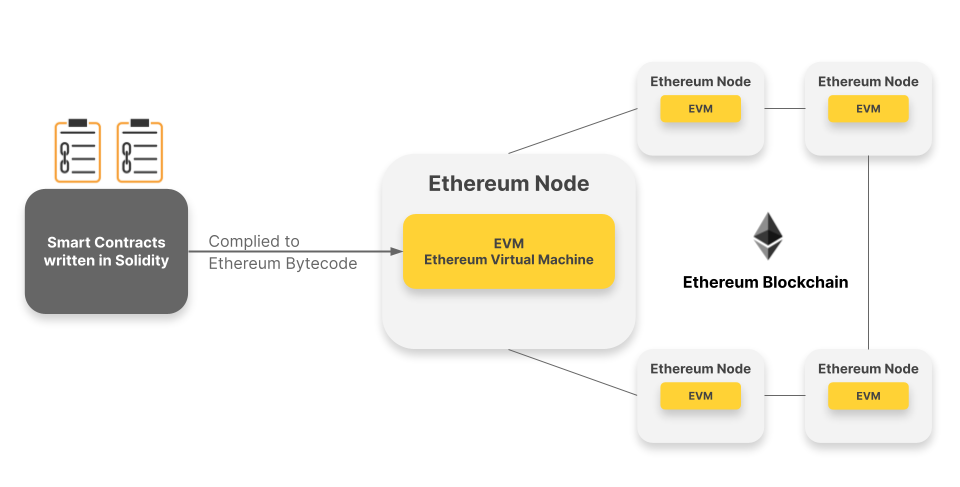 Smart Contracts
written in Solidity
Complied to
Ethereum Bytecode
Ethereum Node
EVM
Ethereum Virtual Machine
Ethereum Node
EVM
Ethereum Node
EVM
Ethereum Blockchain
Ethereum Node
EVM
Ethereum Node
EVM